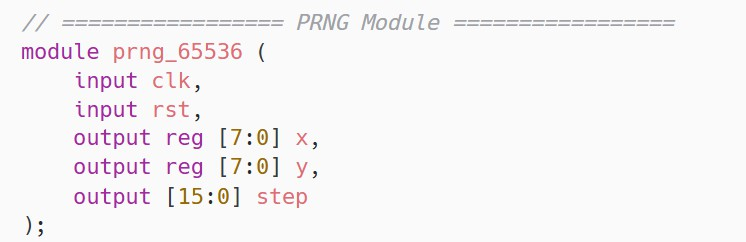 // ================= PRNG Module =================
module prng_65536 (
    input clk,
    input rst,
    output reg [7:0] x,
    output reg [7:0] y,
    output [15:0] step
);